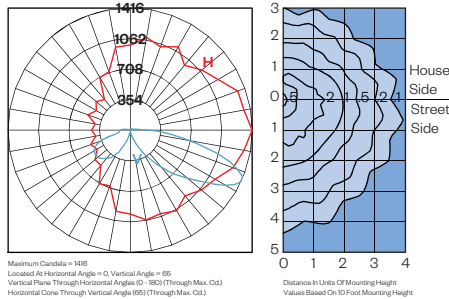 1416
1062
708
354
H
V
3
2
1
0
1
2
3
4
5
.5 .2 .1 .5 .2 .1
House
Side
Street
Side
0 1 2 3 4
Maximum Candela = 1416
Located At Horizontal Angle = 0, Vertical Angle = 65
Vertical Plane Through Horizontal Angles (0 - 180) (Through Max. Cd.)
Horizontal Cone Through Vertical Angle (65) (Through Max. Cd.)
Distance In Units Of Mounting Height
Values Based On 10 Foot Mounting Height